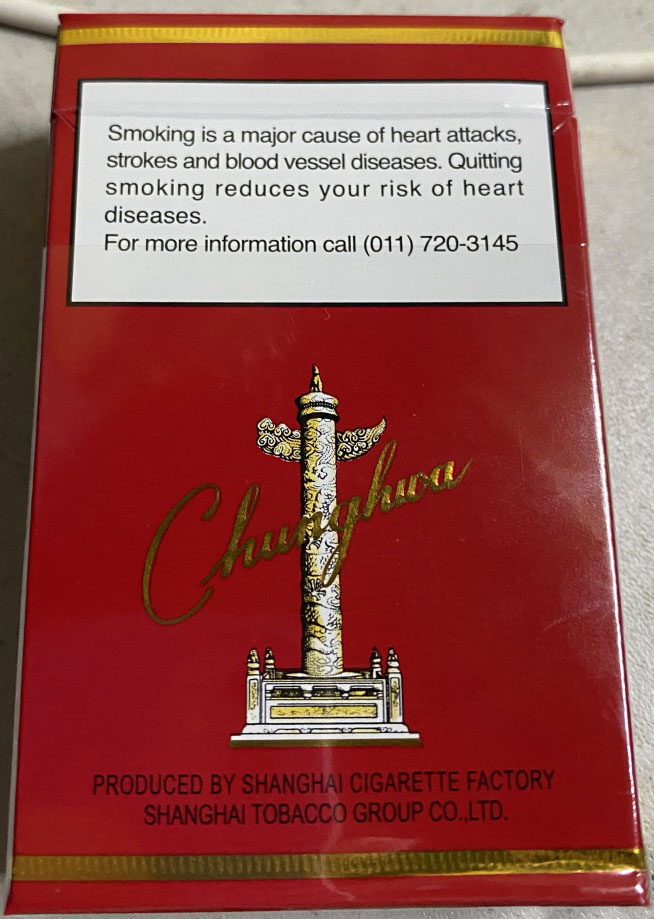 Smoking is a major cause of heart attacks,
strokes and blood vessel diseases. Quitting
smoking reduces your risk of heart
diseases.
For more information call (011) 720-3145
Chunghwa
PRODUCED BY SHANGHAI CIGARETTE FACTORY
SHANGHAI TOBACCO GROUP CO.,LTD.